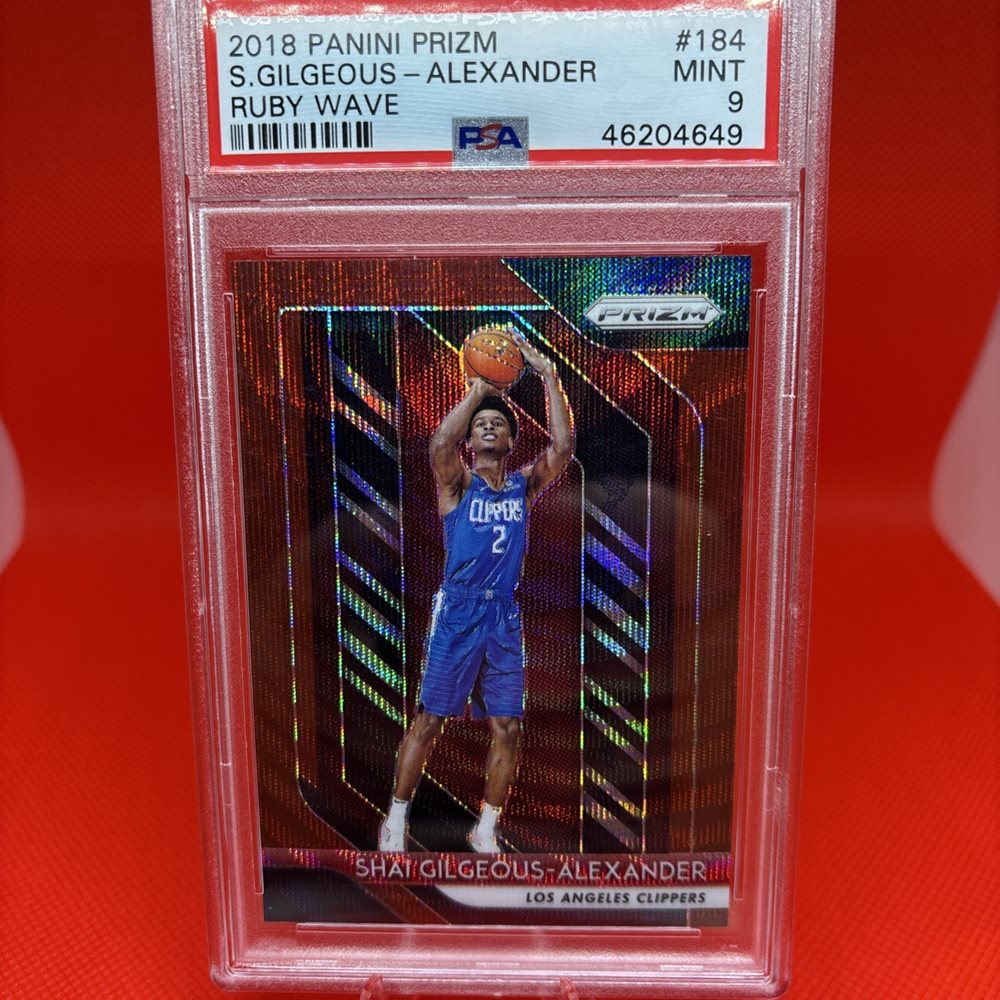 2018 PANINI PRIZM #184
S.GILGEOUS-ALEXANDER MINT
RUBY WAVE 9
PSA 46204649
PRIZM
CLIPPERS
2
SHAI GILGEOUS-ALEXANDER
LOS ANGELES CLIPPERS